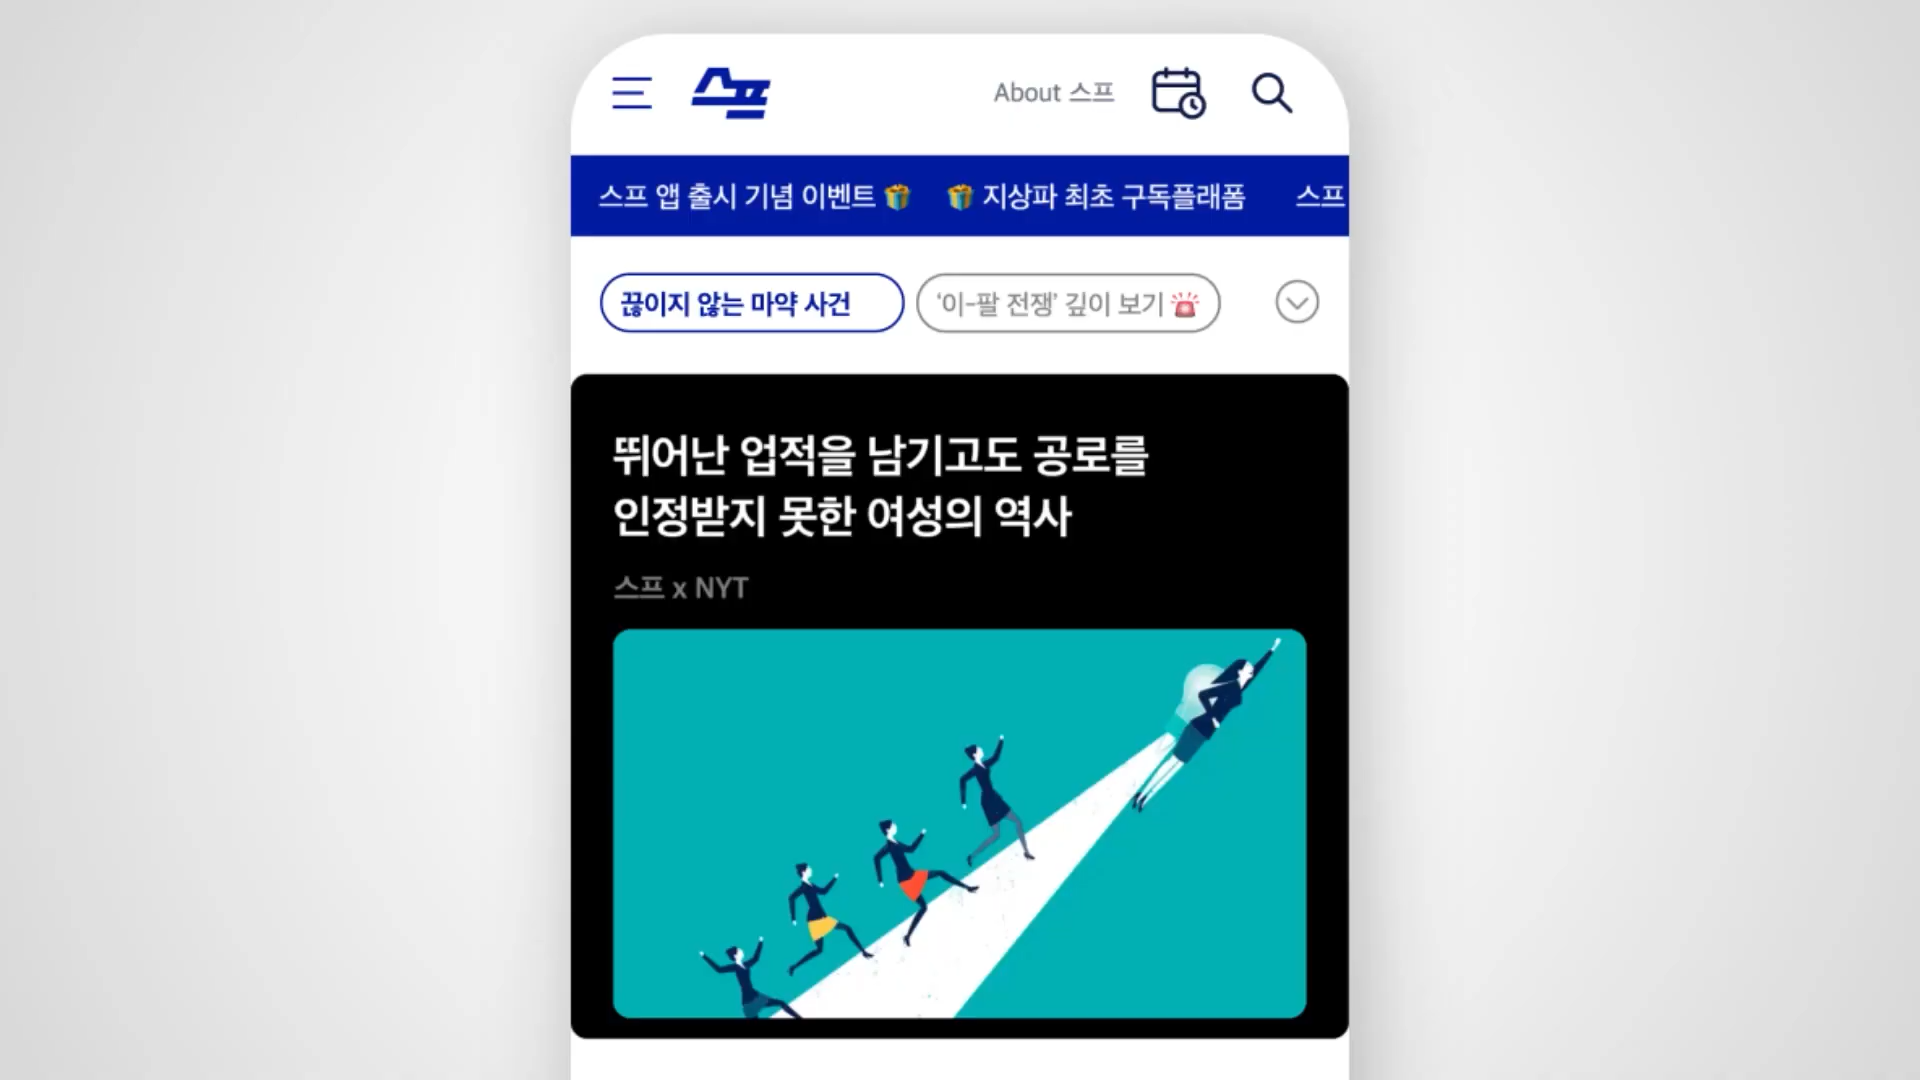 스프
About 스프
스프 앱 출시 기념 이벤트 🎁 🎁 지상파 최초 구독플래폼 스프
끊이지 않는 마약 사건
‘이-팔 전쟁’ 깊이 보기 🚨
뛰어난 업적을 남기고도 공로를
인정받지 못한 여성의 역사
스프 x NYT